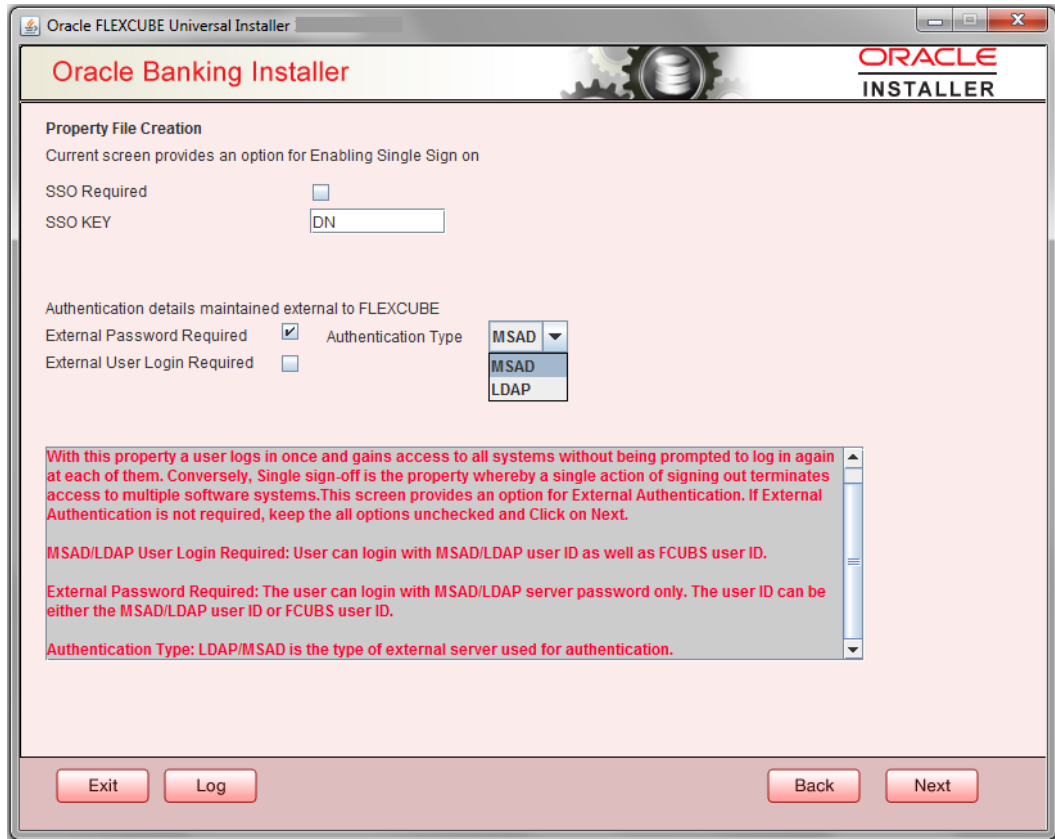 Oracle FLEXCUBE Universal Installer
Oracle Banking Installer
ORACLE
INSTALLER
Property File Creation
Current screen provides an option for Enabling Single Sign on
SSO Required
SSO KEY
DN
Authentication details maintained external to FLEXCUBE
External Password Required
Authentication Type
MSAD
External User Login Required
MSAD
LDAP
With this property a user logs in once and gains access to all systems without being prompted to log in again
at each of them. Conversely, Single sign-off is the property whereby a single action of signing out terminates
access to multiple software systems.This screen provides an option for External Authentication. If External
Authentication is not required, keep the all options unchecked and Click on Next.
MSAD/LDAP User Login Required: User can login with MSAD/LDAP user ID as well as FCUBS user ID.
External Password Required: The user can login with MSAD/LDAP server password only. The user ID can be
either the MSAD/LDAP user ID or FCUBS user ID.
Authentication Type: LDAP/MSAD is the type of external server used for authentication.
Exit
Log
Back
Next